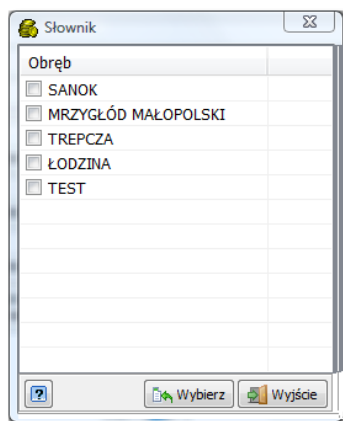 Słownik
Obręb
SANOK
MRZYGŁÓD MAŁOPOLSKI
TREPCZA
ŁODZINA
TEST
? Wybierz Wyjście